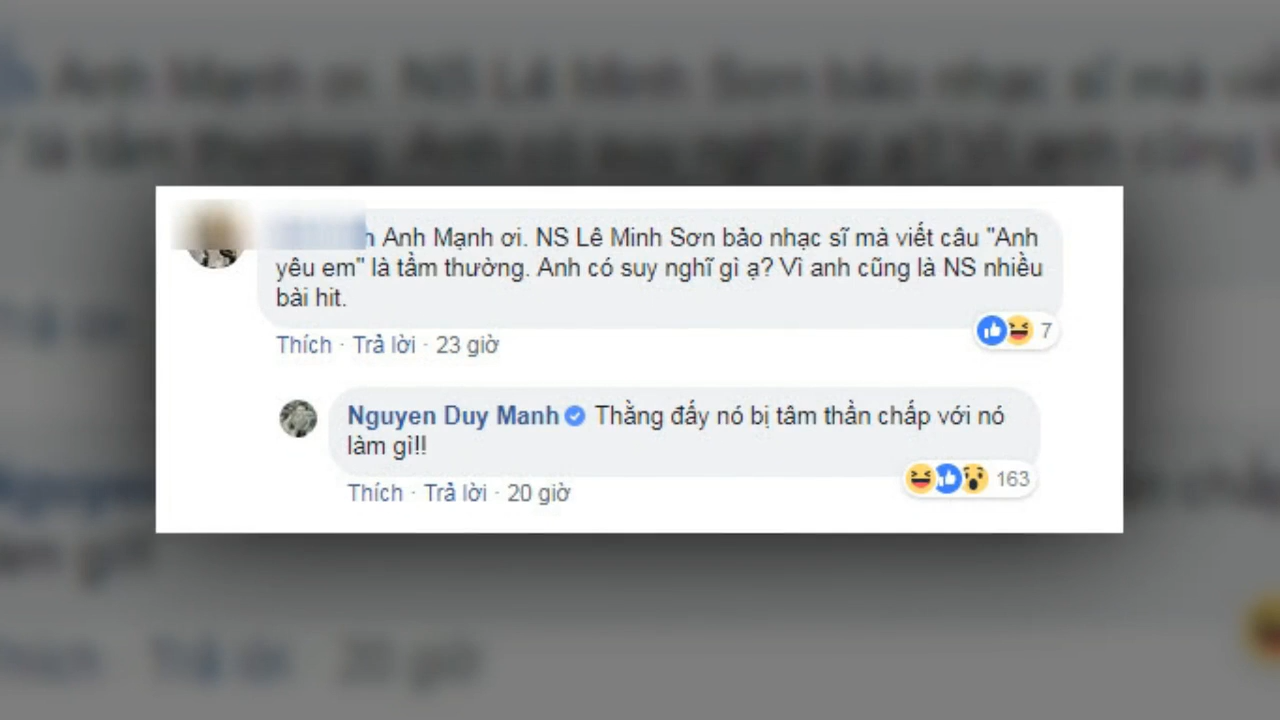 Anh Mạnh ơi. NS Lê Minh Sơn bảo nhạc sĩ mà viết câu "Anh
yêu em" là tầm thường. Anh có suy nghĩ gì ạ? Vì anh cũng là NS nhiều
bài hit.
Thích · Trả lời · 23 giờ
7
Nguyen Duy Manh Thằng đấy nó bị tâm thần chấp với nó
làm gì!!
Thích · Trả lời · 20 giờ
163